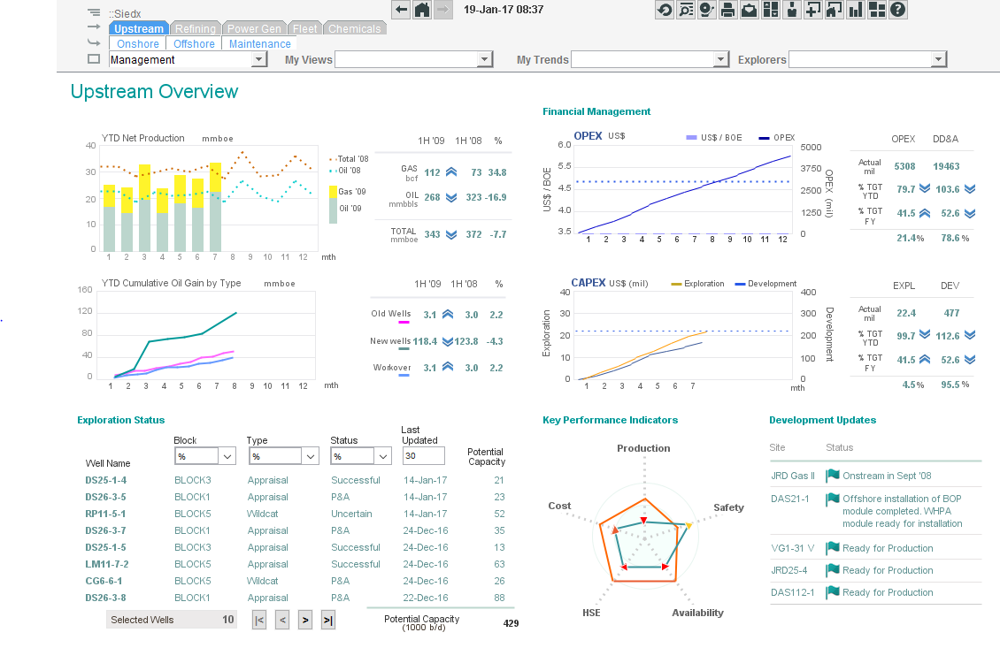 ::Siedx
19-Jan-17 08:37
Upstream Refining Power Gen Fleet Chemicals
Onshore Offshore Maintenance
Management My Views My Trends Explorers
Upstream Overview
YTD Net Production mmboe
40
30
20
10
0
1 2 3 4 5 6 7 8 9 10 11 12 mth
Total '08
Oil '08
Gas '09
Oil '09
1H '09 1H '08 %
GAS bcf 112 73 34.8
OIL mmbbls 268 323 -16.9
TOTAL mmboe 343 372 -7.7
YTD Cumulative Oil Gain by Type mmboe
160
120
80
40
0
1 2 3 4 5 6 7 8 9 10 11 12 mth
1H '09 1H '08 %
Old Wells 3.1 3.0 2.2
New wells 118.4 123.8 -4.3
Workover 3.1 3.0 2.2
Financial Management
OPEX US$ US$ / BOE OPEX
US$ / BOE
6.0
5.5
4.5
4.0
3.5
1 2 3 4 5 6 7 8 9 10 11 12
5000
3750
2500
1250
0
OPEX (mil)
OPEX DD&A
Actual mil 5308 19463
% TGT YTD 79.7 103.6
% TGT FY 41.5 52.6
21.4% 78.6%
CAPEX US$ (mil) Exploration Development
Exploration
40
30
20
10
0
1 2 3 4 5 6 7
mth
400
300
200
100
0
Development
EXPL DEV
Actual mil 22.4 477
% TGT YTD 99.7 112.6
% TGT FY 41.5 52.6
4.5% 95.5%
Exploration Status
Well Name Block Type Status Last Updated Potential Capacity
% % % 30
DS25-1-4 BLOCK3 Appraisal Successful 14-Jan-17 21
DS26-3-5 BLOCK1 Appraisal P&A 14-Jan-17 23
RP11-5-1 BLOCK5 Wildcat Uncertain 14-Jan-17 52
DS26-3-7 BLOCK1 Appraisal P&A 24-Dec-16 35
DS25-1-5 BLOCK3 Appraisal Successful 24-Dec-16 13
LM11-7-2 BLOCK5 Appraisal Successful 24-Dec-16 63
CG6-6-1 BLOCK5 Wildcat P&A 24-Dec-16 26
DS26-3-8 BLOCK1 Appraisal P&A 22-Dec-16 88
Selected Wells 10 |< < > >| Potential Capacity (1000 b/d) 429
Key Performance Indicators
Production
Cost
Safety
HSE
Availability
Development Updates
Site Status
JRD Gas II Onstream in Sept '08
DAS21-1 Offshore installation of BOP
module completed. WHPA
module ready for installation
VG1-31 V Ready for Production
JRD25-4 Ready for Production
DAS112-1 Ready for Production